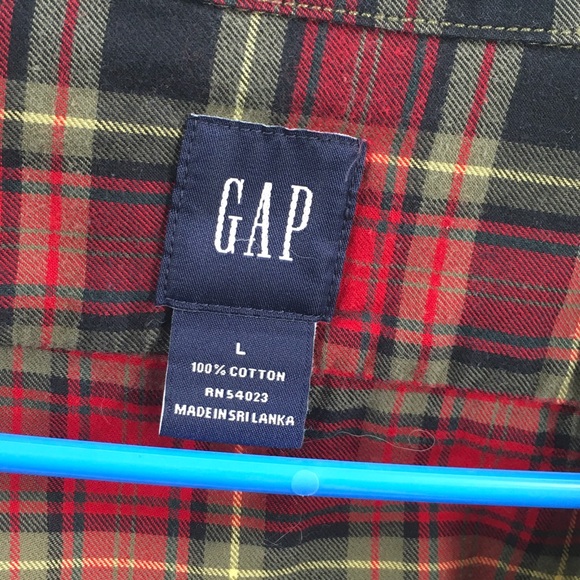 GAP
L
100% COTTON
RN 54023
MADE IN SRI LANKA